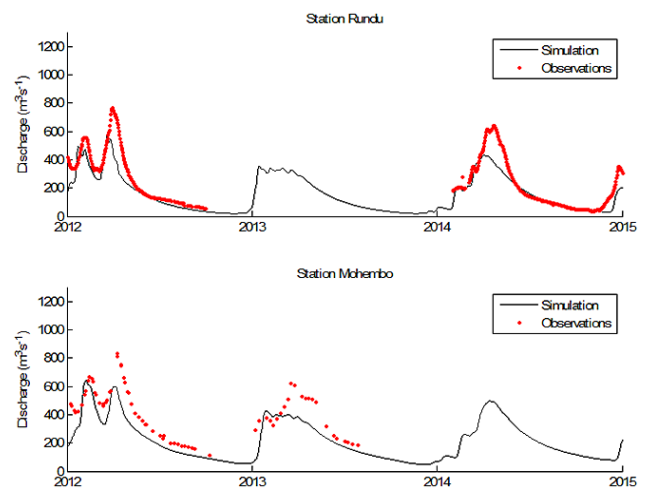 Station Rundu
1200
1000
800
600
400
200
0
Discharge (m³s⁻¹)
Simulation
Observations
2012
2013
2014
2015
Station Mohembo
1200
1000
800
600
400
200
0
Discharge (m³s⁻¹)
Simulation
Observations
2012
2013
2014
2015